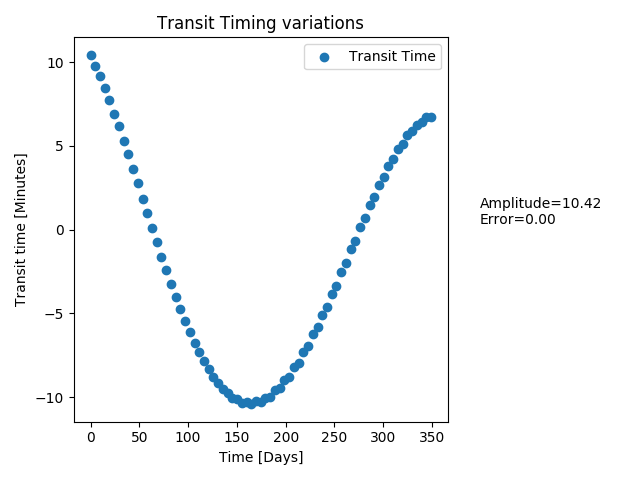 Transit Timing variations
Transit Time
10
5
0
−5
−10
Transit time [Minutes]
0 50 100 150 200 250 300 350
Time [Days]
Amplitude=10.42
Error=0.00